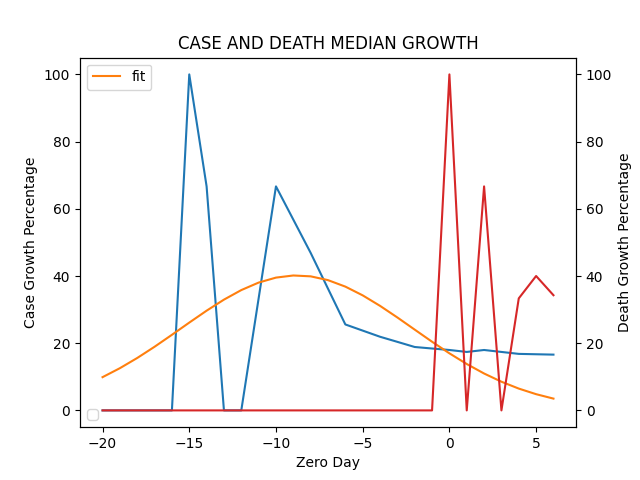 CASE AND DEATH MEDIAN GROWTH
fit
Case Growth Percentage
100
80
60
40
20
0
Death Growth Percentage
100
80
60
40
20
0
−20 −15 −10 −5 0 5
Zero Day